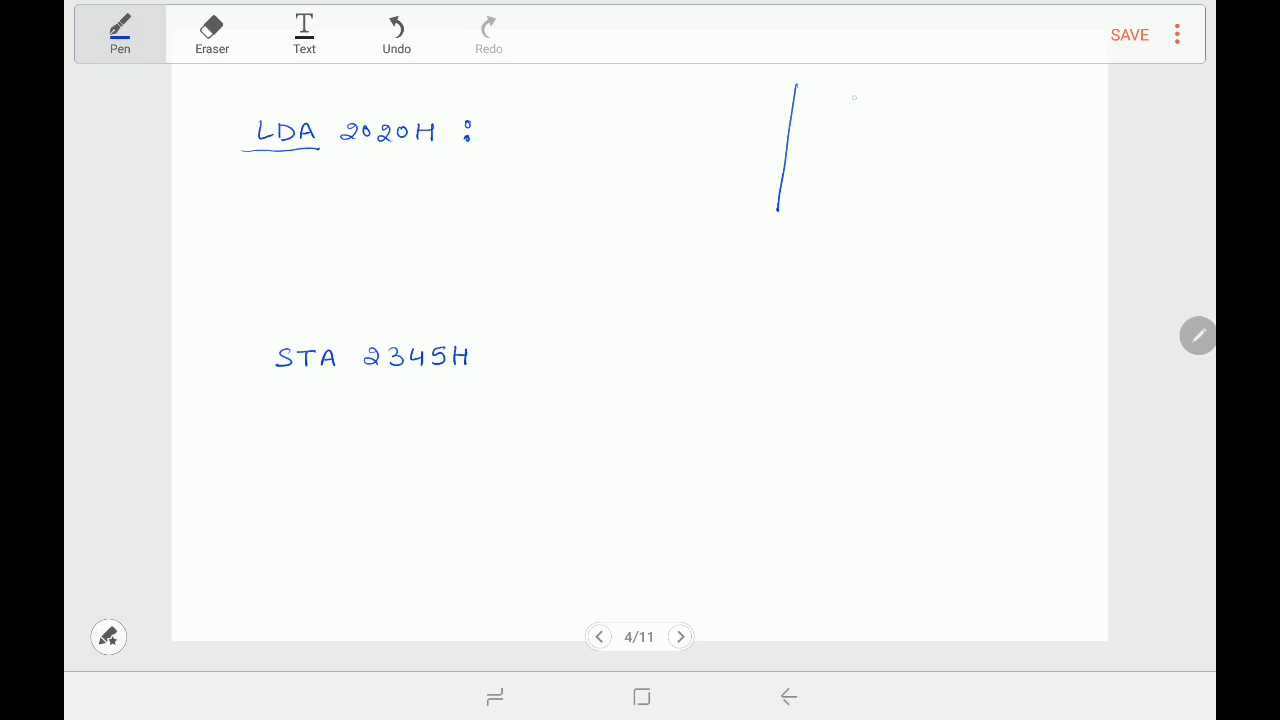 Pen Eraser Text Undo Redo SAVE
LDA 2020H :
STA 2345H
4/11